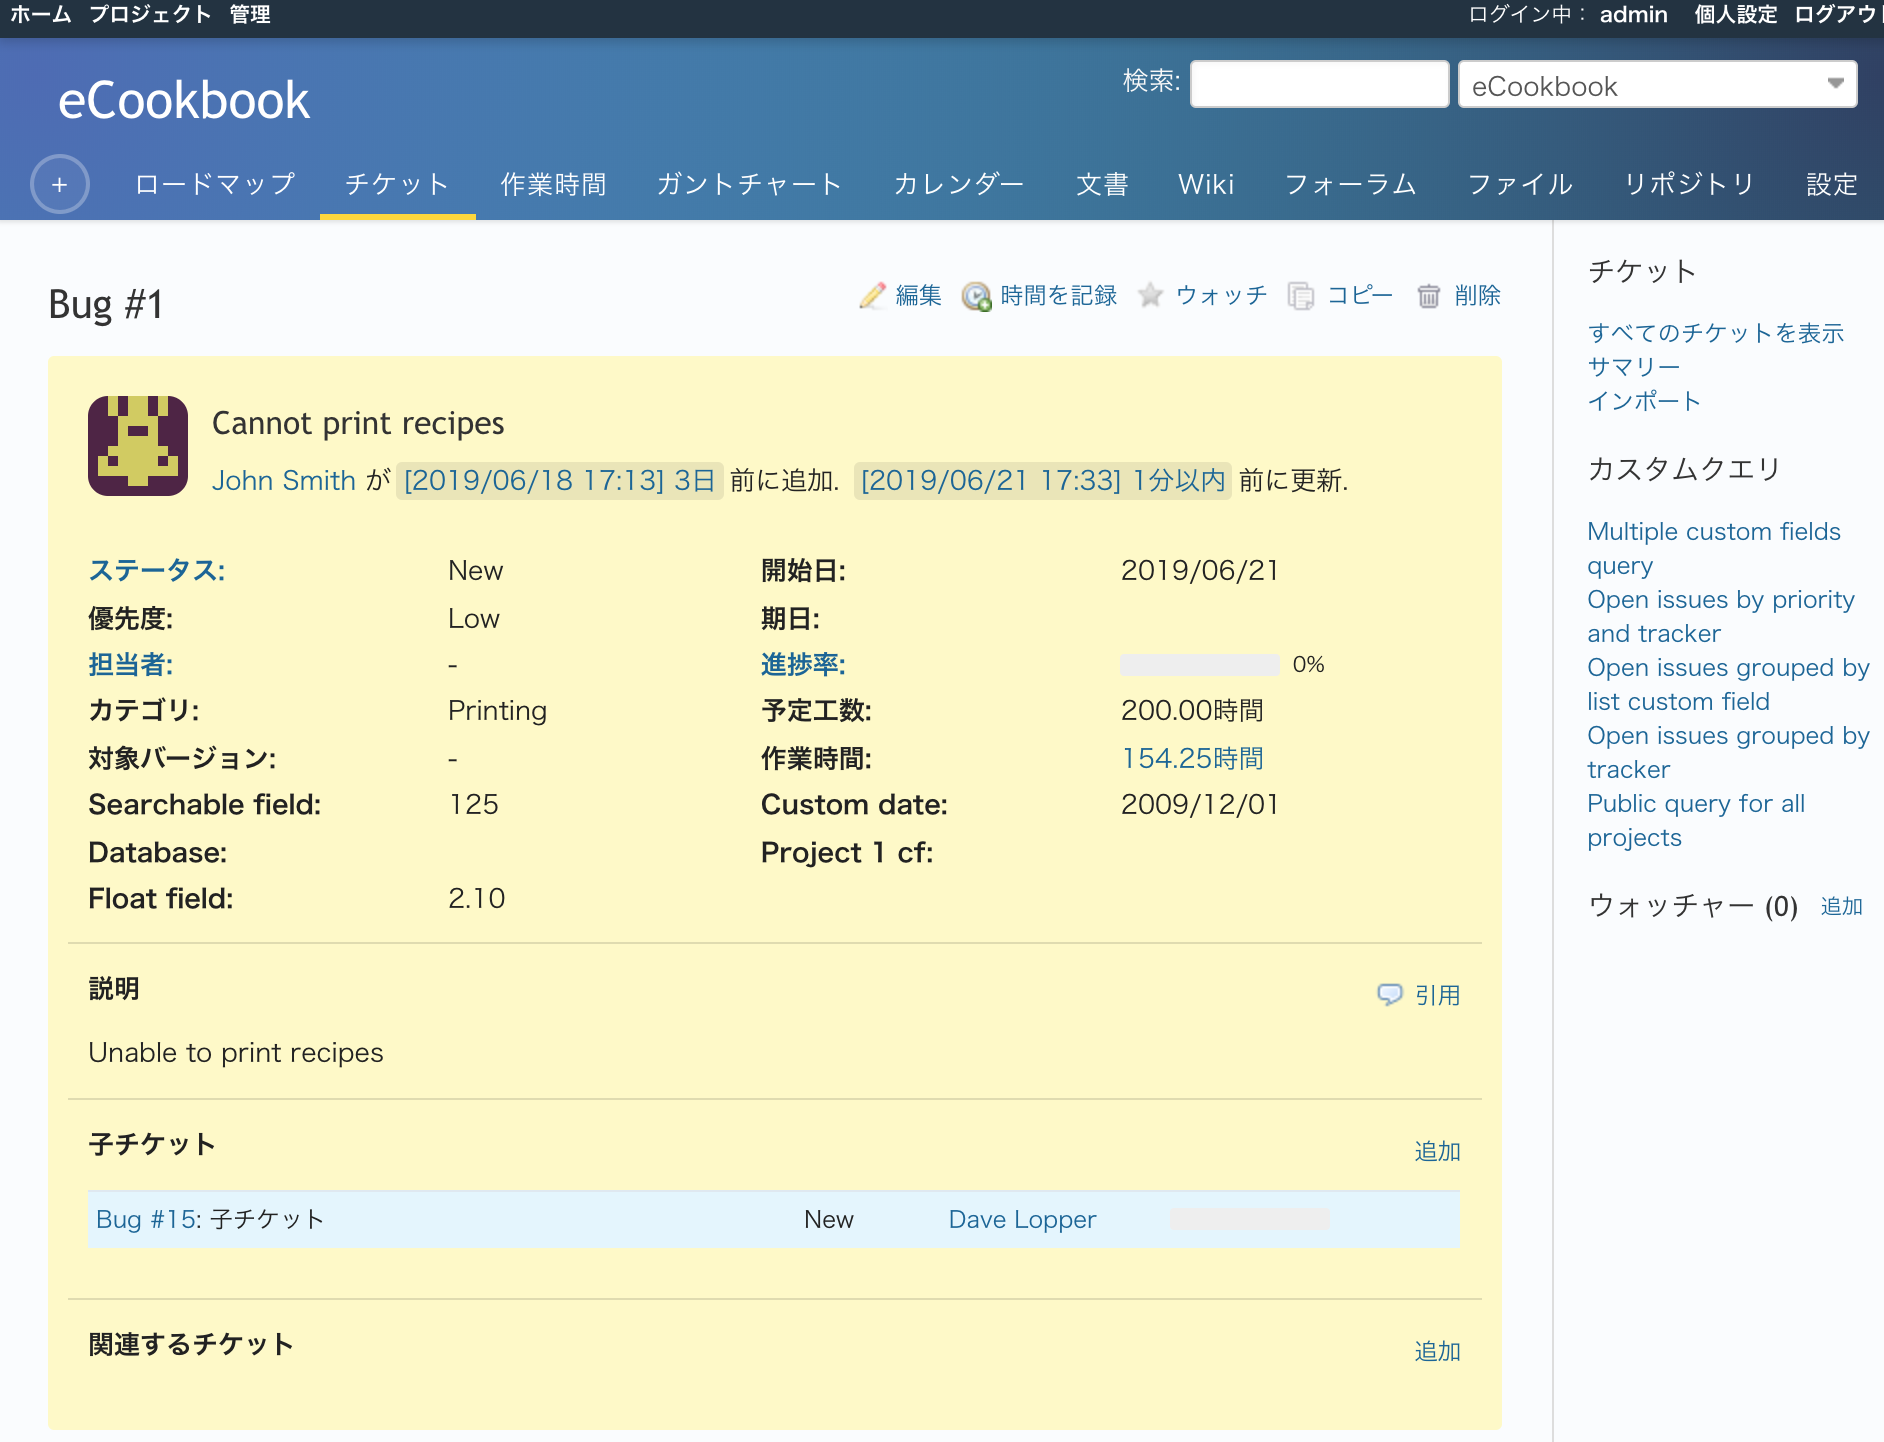 ホーム プロジェクト 管理 ログイン中： admin 個人設定 ログアウ
eCookbook 検索: eCookbook
+ ロードマップ チケット 作業時間 ガントチャート カレンダー 文書 Wiki フォーラム ファイル リポジトリ 設定
Bug #1 編集 時間を記録 ウォッチ コピー 削除
Cannot print recipes
John Smith が [2019/06/18 17:13] 3日 前に追加. [2019/06/21 17:33] 1分以内 前に更新.
ステータス: New 開始日: 2019/06/21
優先度: Low 期日:
担当者: - 進捗率: 0%
カテゴリ: Printing 予定工数: 200.00時間
対象バージョン: - 作業時間: 154.25時間
Searchable field: 125 Custom date: 2009/12/01
Database: Project 1 cf:
Float field: 2.10
説明 引用
Unable to print recipes
子チケット 追加
Bug #15: 子チケット New Dave Lopper
関連するチケット 追加
チケット
すべてのチケットを表示
サマリー
インポート
カスタムクエリ
Multiple custom fields
query
Open issues by priority
and tracker
Open issues grouped by
list custom field
Open issues grouped by
tracker
Public query for all
projects
ウォッチャー (0) 追加